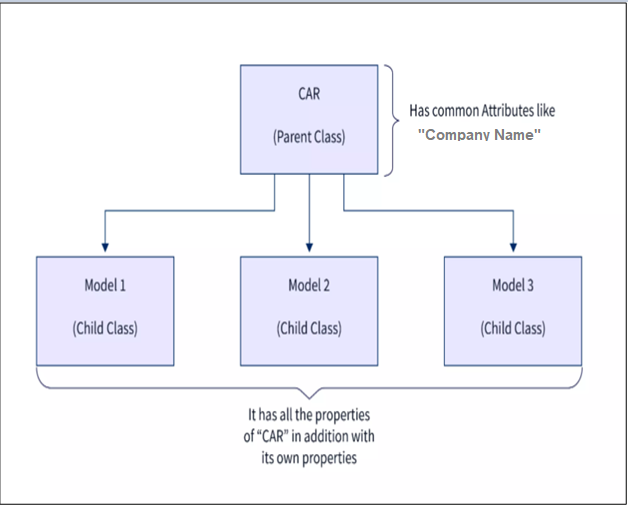 CAR
(Parent Class)
Has common Attributes like
"Company Name"
Model 1
(Child Class)
Model 2
(Child Class)
Model 3
(Child Class)
It has all the properties
of “CAR” in addition with
its own properties